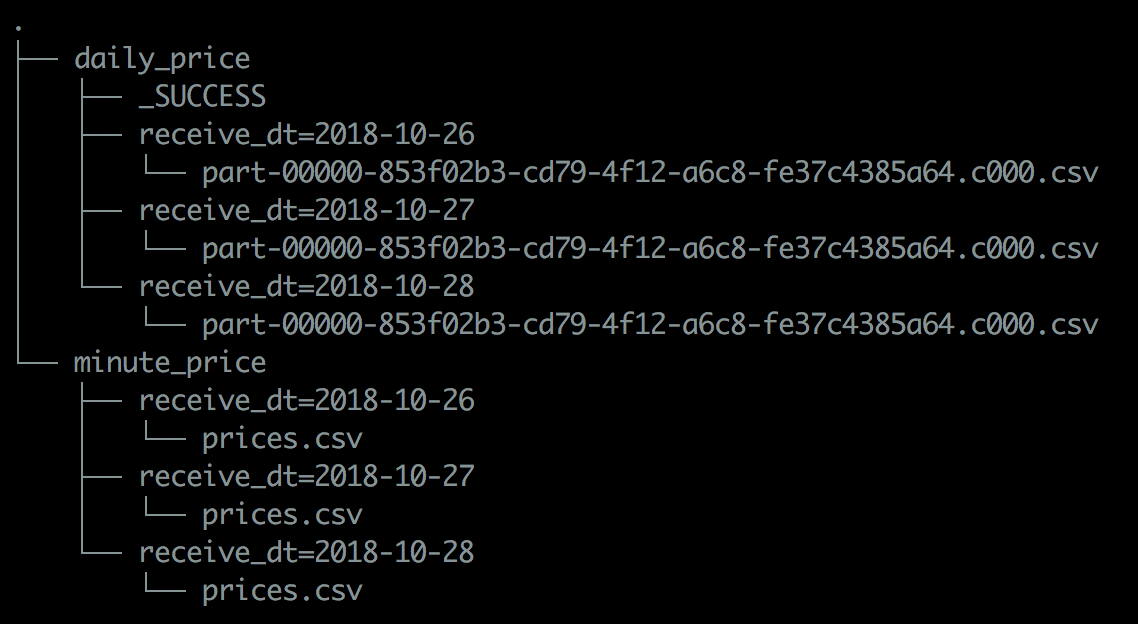 .
├── daily_price
│   ├── _SUCCESS
│   ├── receive_dt=2018-10-26
│   │   └── part-00000-853f02b3-cd79-4f12-a6c8-fe37c4385a64.c000.csv
│   ├── receive_dt=2018-10-27
│   │   └── part-00000-853f02b3-cd79-4f12-a6c8-fe37c4385a64.c000.csv
│   └── receive_dt=2018-10-28
│       └── part-00000-853f02b3-cd79-4f12-a6c8-fe37c4385a64.c000.csv
└── minute_price
    ├── receive_dt=2018-10-26
    │   └── prices.csv
    ├── receive_dt=2018-10-27
    │   └── prices.csv
    └── receive_dt=2018-10-28
        └── prices.csv